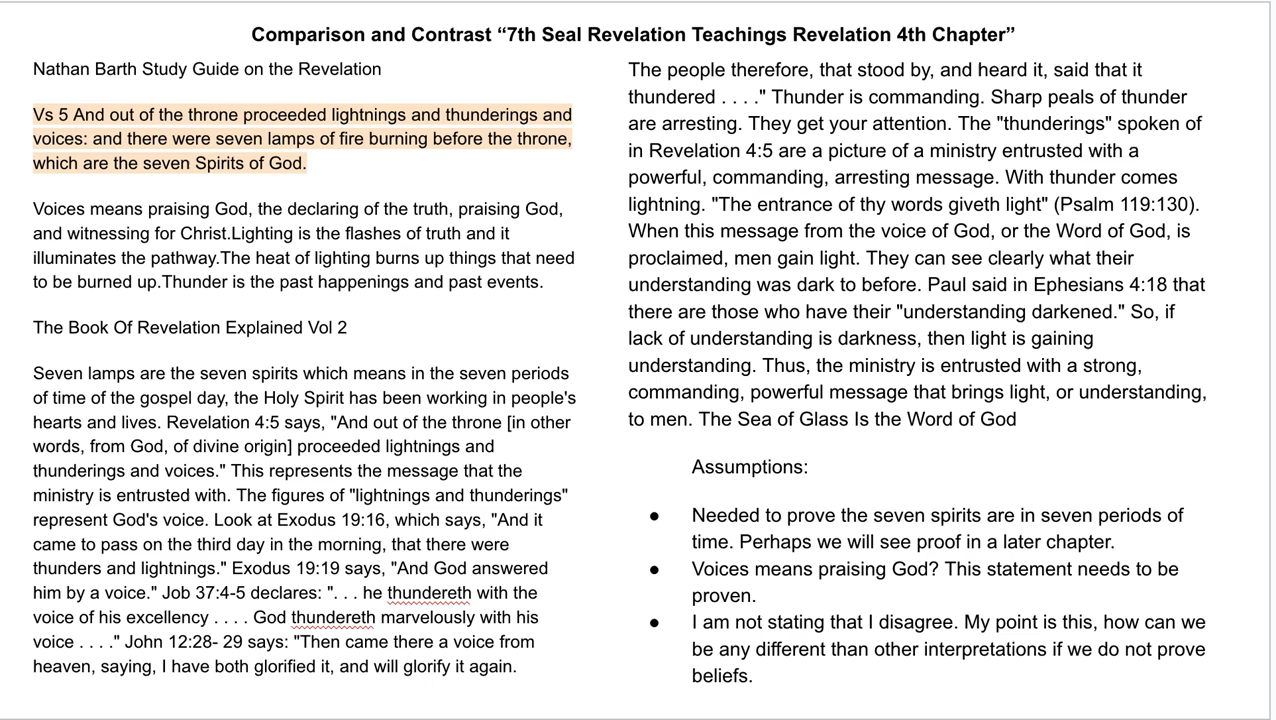 Comparison and Contrast “7th Seal Revelation Teachings Revelation 4th Chapter”
Nathan Barth Study Guide on the Revelation
Vs 5 And out of the throne proceeded lightnings and thunderings and
voices: and there were seven lamps of fire burning before the throne,
which are the seven Spirits of God.
Voices means praising God, the declaring of the truth, praising God,
and witnessing for Christ.Lighting is the flashes of truth and it
illuminates the pathway.The heat of lighting burns up things that need
to be burned up.Thunder is the past happenings and past events.
The Book Of Revelation Explained Vol 2
Seven lamps are the seven spirits which means in the seven periods
of time of the gospel day, the Holy Spirit has been working in people's
hearts and lives. Revelation 4:5 says, "And out of the throne [in other
words, from God, of divine origin] proceeded lightnings and
thunderings and voices." This represents the message that the
ministry is entrusted with. The figures of "lightnings and thunderings"
represent God's voice. Look at Exodus 19:16, which says, "And it
came to pass on the third day in the morning, that there were
thunders and lightnings." Exodus 19:19 says, "And God answered
him by a voice." Job 37:4-5 declares: ". . . he thundereth with the
voice of his excellency . . . . God thundereth marvelously with his
voice . . . ." John 12:28- 29 says: "Then came there a voice from
heaven, saying, I have both glorified it, and will glorify it again.
The people therefore, that stood by, and heard it, said that it
thundered . . . ." Thunder is commanding. Sharp peals of thunder
are arresting. They get your attention. The "thunderings" spoken of
in Revelation 4:5 are a picture of a ministry entrusted with a
powerful, commanding, arresting message. With thunder comes
lightning. "The entrance of thy words giveth light" (Psalm 119:130).
When this message from the voice of God, or the Word of God, is
proclaimed, men gain light. They can see clearly what their
understanding was dark to before. Paul said in Ephesians 4:18 that
there are those who have their "understanding darkened." So, if
lack of understanding is darkness, then light is gaining
understanding. Thus, the ministry is entrusted with a strong,
commanding, powerful message that brings light, or understanding,
to men. The Sea of Glass Is the Word of God
Assumptions:
● Needed to prove the seven spirits are in seven periods of
time. Perhaps we will see proof in a later chapter.
● Voices means praising God? This statement needs to be
proven.
● I am not stating that I disagree. My point is this, how can we
be any different than other interpretations if we do not prove
beliefs.